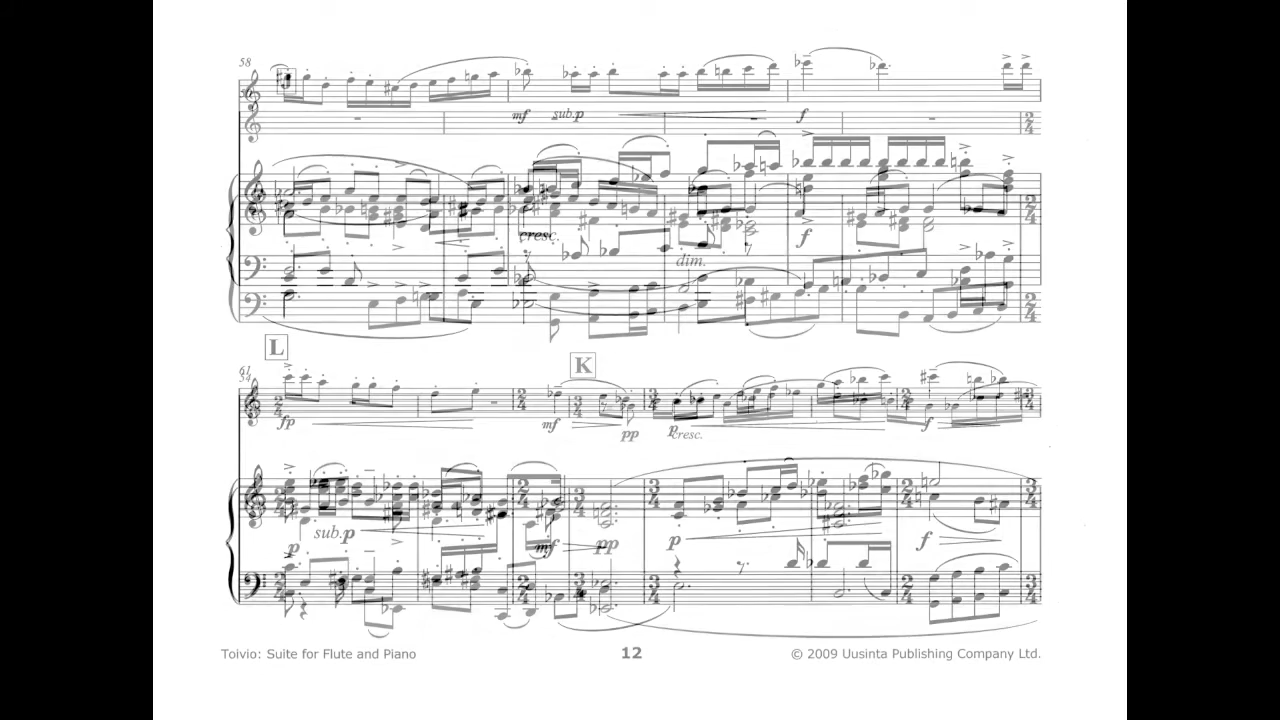 58
mf sub.p f
cresc. dim. f
L
61
54
K
fp mf pp p cresc. f
p sub.p mf pp p f
Toivio: Suite for Flute and Piano 12 © 2009 Uusinta Publishing Company Ltd.